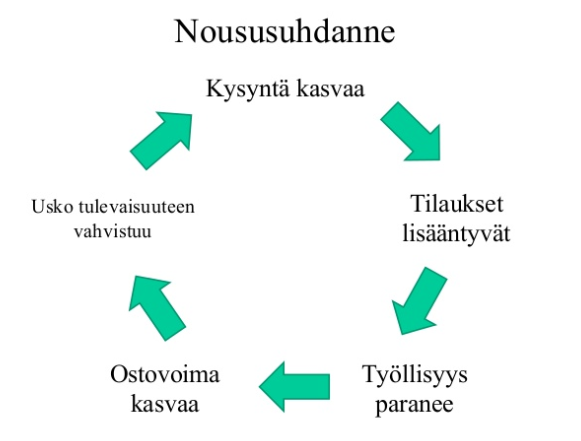 Noususuhdanne
Kysyntä kasvaa
Tilaukset
lisääntyvät
Työllisyys
paranee
Ostovoima
kasvaa
Usko tulevaisuuteen
vahvistuu